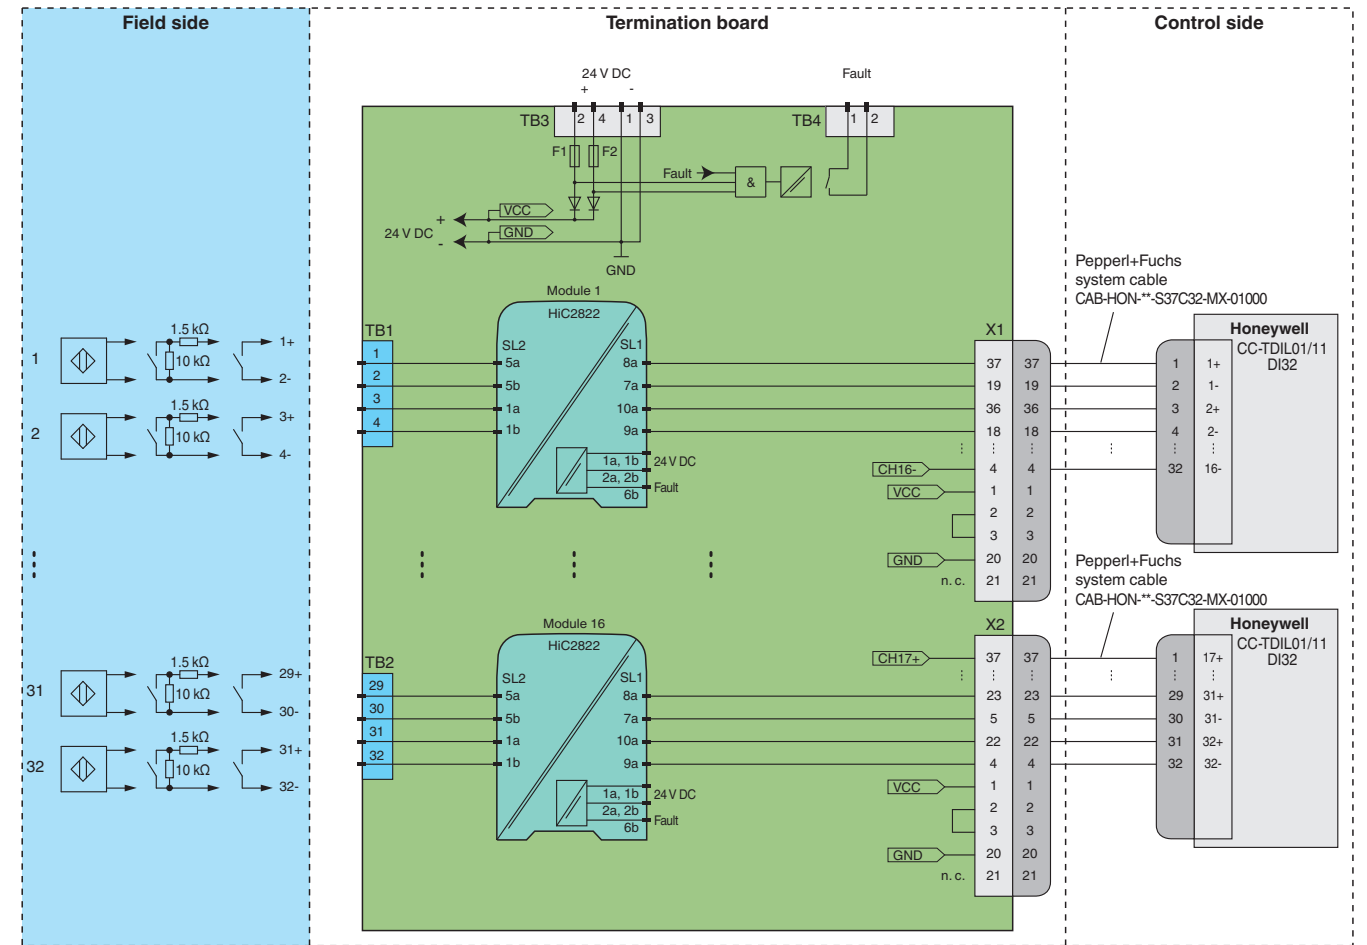 Field side
Termination board
Control side
24 V DC
+ -
Fault
TB3 2 4 1 3
TB4 1 2
F1 F2
Fault
&
VCC
+
24 V DC
-
GND
GND
Pepperl+Fuchs
system cable
CAB-HON-**-S37C32-MX-01000
Module 1
HiC2822
SL2 SL1
5a 8a
5b 7a
1a 10a
1b 9a
1a, 1b 24 V DC
2a, 2b
6b Fault
1
1.5 kΩ
10 kΩ
1+
2-
2
1.5 kΩ
10 kΩ
3+
4-
TB1
1
2
3
4
X1
37 37
19 19
36 36
18 18
⋮ ⋮ ⋮
CH16- 4 4
VCC 1 1
2 2
3 3
GND 20 20
n. c. 21 21
Honeywell
CC-TDIL01/11
DI32
1 1+
2 1-
3 2+
4 2-
⋮ ⋮ ⋮
32 16-
Pepperl+Fuchs
system cable
CAB-HON-**-S37C32-MX-01000
Module 16
HiC2822
SL2 SL1
5a 8a
5b 7a
1a 10a
1b 9a
1a, 1b 24 V DC
2a, 2b
6b Fault
31
1.5 kΩ
10 kΩ
29+
30-
32
1.5 kΩ
10 kΩ
31+
32-
TB2
29
30
31
32
X2
CH17+ 37 37
⋮ ⋮ ⋮
23 23
5 5
22 22
4 4
VCC 1 1
2 2
3 3
GND 20 20
n. c. 21 21
Honeywell
CC-TDIL01/11
DI32
1 17+
⋮ ⋮ ⋮
29 31+
30 31-
31 32+
32 32-